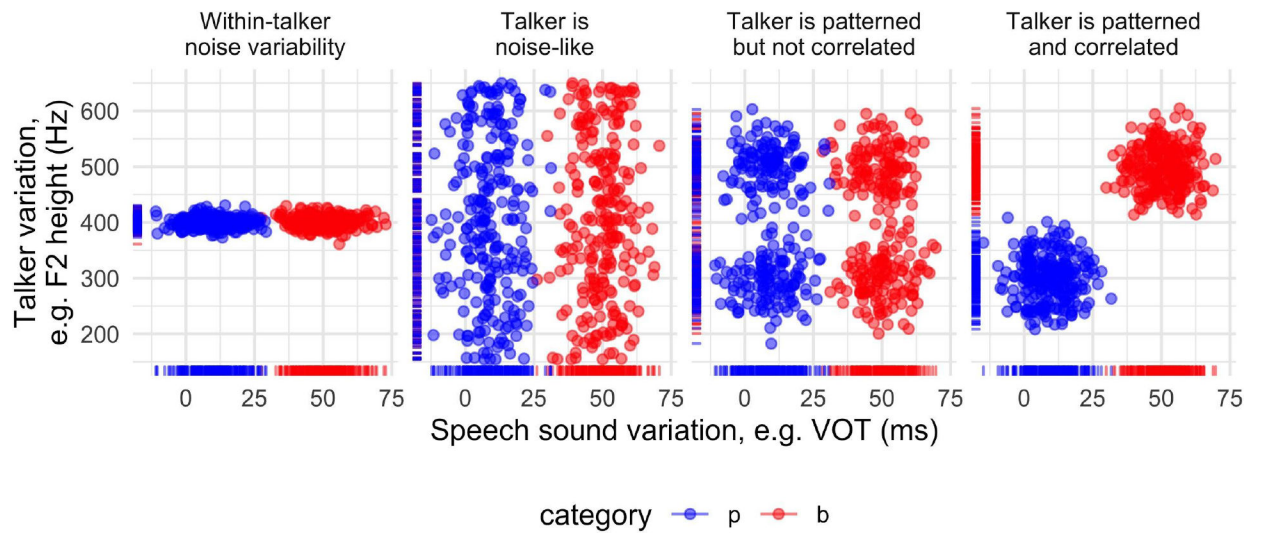 Within-talker
noise variability
Talker is
noise-like
Talker is patterned
but not correlated
Talker is patterned
and correlated
Talker variation,
e.g. F2 height (Hz)
600
500
400
300
200
0 25 50 75
0 25 50 75
0 25 50 75
0 25 50 75
Speech sound variation, e.g. VOT (ms)
category p b